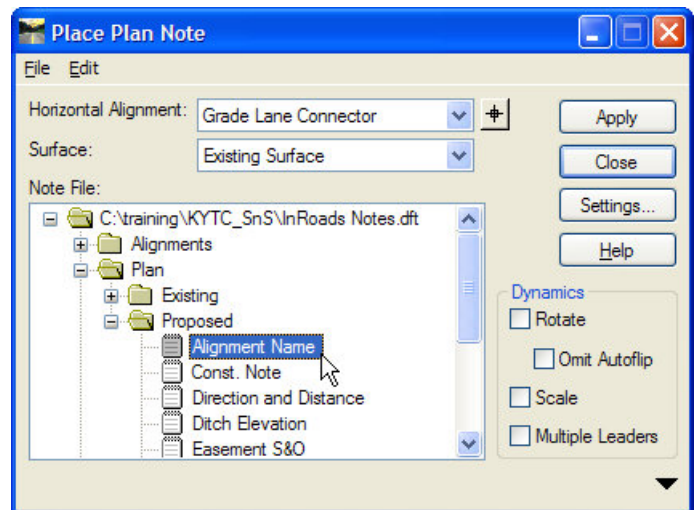 Place Plan Note
File Edit
Horizontal Alignment: Grade Lane Connector
Apply
Surface: Existing Surface
Close
Note File:
Settings...
C:\training\KYTC_SnS\InRoads Notes.dft
Alignments
Help
Plan
Existing
Dynamics
Proposed
Rotate
Alignment Name
Omit Autoflip
Const. Note
Direction and Distance
Scale
Ditch Elevation
Multiple Leaders
Easement S&O